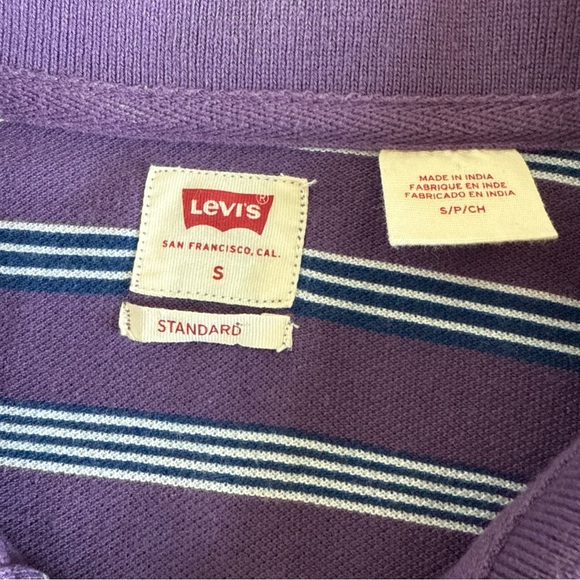 Levi's®
SAN FRANCISCO, CAL.
S
STANDARD
MADE IN INDIA
FABRIQUE EN INDE
FABRICADO EN INDIA
S/P/CH